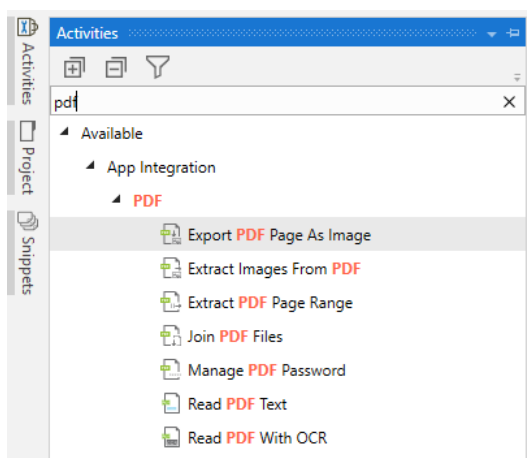 Activities
Activities
Project
Snippets
pdf
Available
App Integration
PDF
Export PDF Page As Image
Extract Images From PDF
Extract PDF Page Range
Join PDF Files
Manage PDF Password
Read PDF Text
Read PDF With OCR